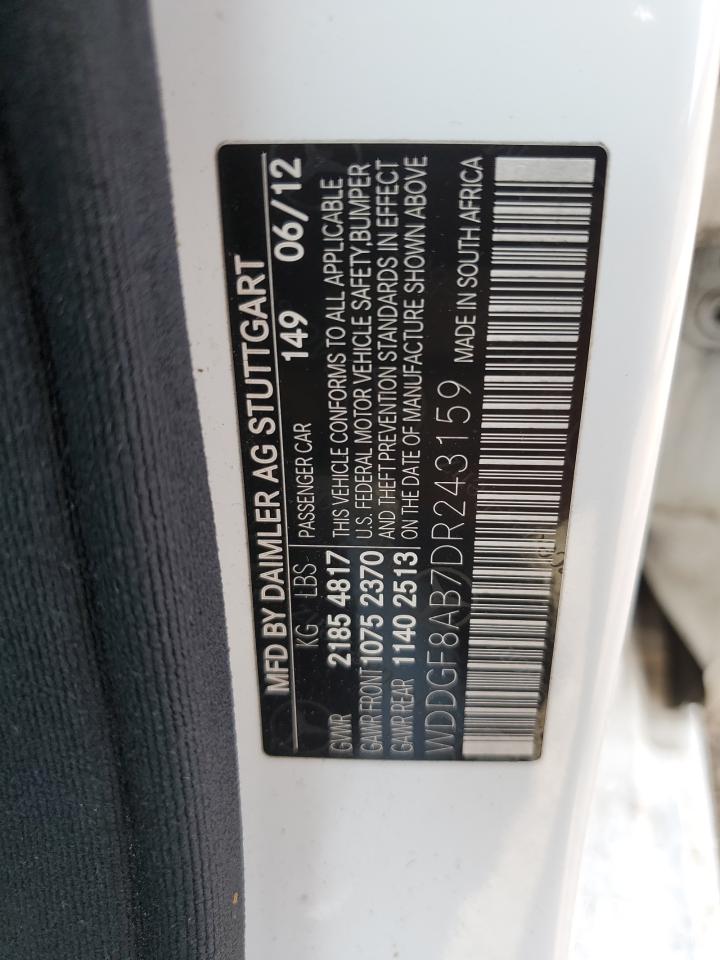 MFD BY DAIMLER AG STUTTGART
KG LBS PASSENGER CAR 149 06/12
GVWR 2185 4817 THIS VEHICLE CONFORMS TO ALL APPLICABLE
GAWR FRONT 1075 2370 U.S. FEDERAL MOTOR VEHICLE SAFETY,BUMPER
AND THEFT PREVENTION STANDARDS IN EFFECT
GAWR REAR 1140 2513 ON THE DATE OF MANUFACTURE SHOWN ABOVE
WDDGF8AB7DR243159 MADE IN SOUTH AFRICA